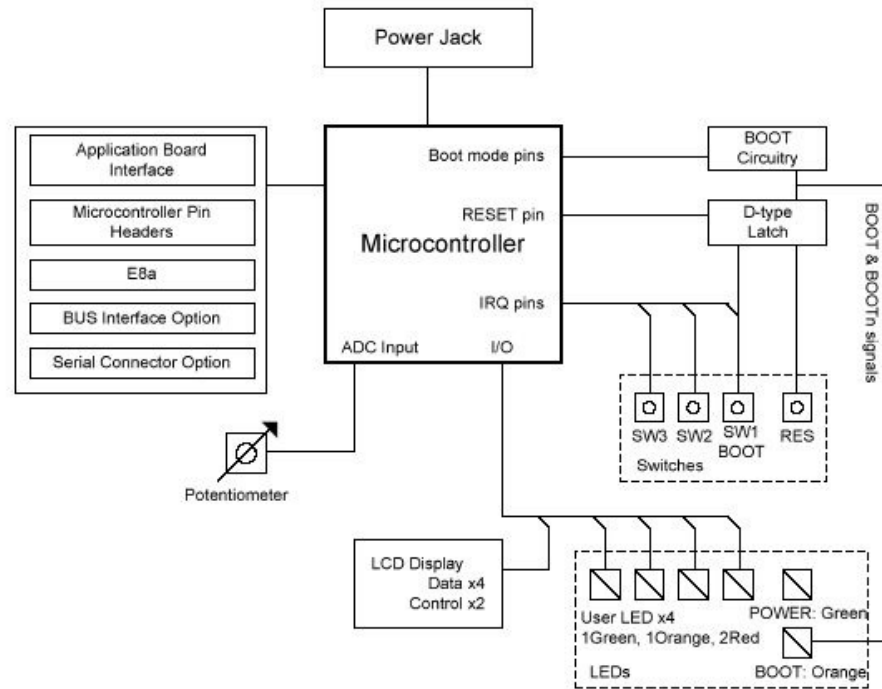 Power Jack
Application Board
Interface
Microcontroller Pin
Headers
E8a
BUS Interface Option
Serial Connector Option
Boot mode pins
RESET pin
Microcontroller
IRQ pins
ADC Input
I/O
BOOT
Circuitry
D-type
Latch
BOOT & BOOTn signals
SW3
SW2
SW1
BOOT
RES
Switches
Potentiometer
LCD Display
Data x4
Control x2
User LED x4
1Green, 1Orange, 2Red
POWER: Green
LEDs
BOOT: Orange